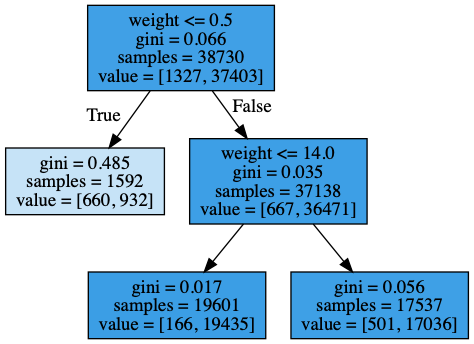 weight <= 0.5
gini = 0.066
samples = 38730
value = [1327, 37403]
True
False
gini = 0.485
samples = 1592
value = [660, 932]
weight <= 14.0
gini = 0.035
samples = 37138
value = [667, 36471]
gini = 0.017
samples = 19601
value = [166, 19435]
gini = 0.056
samples = 17537
value = [501, 17036]